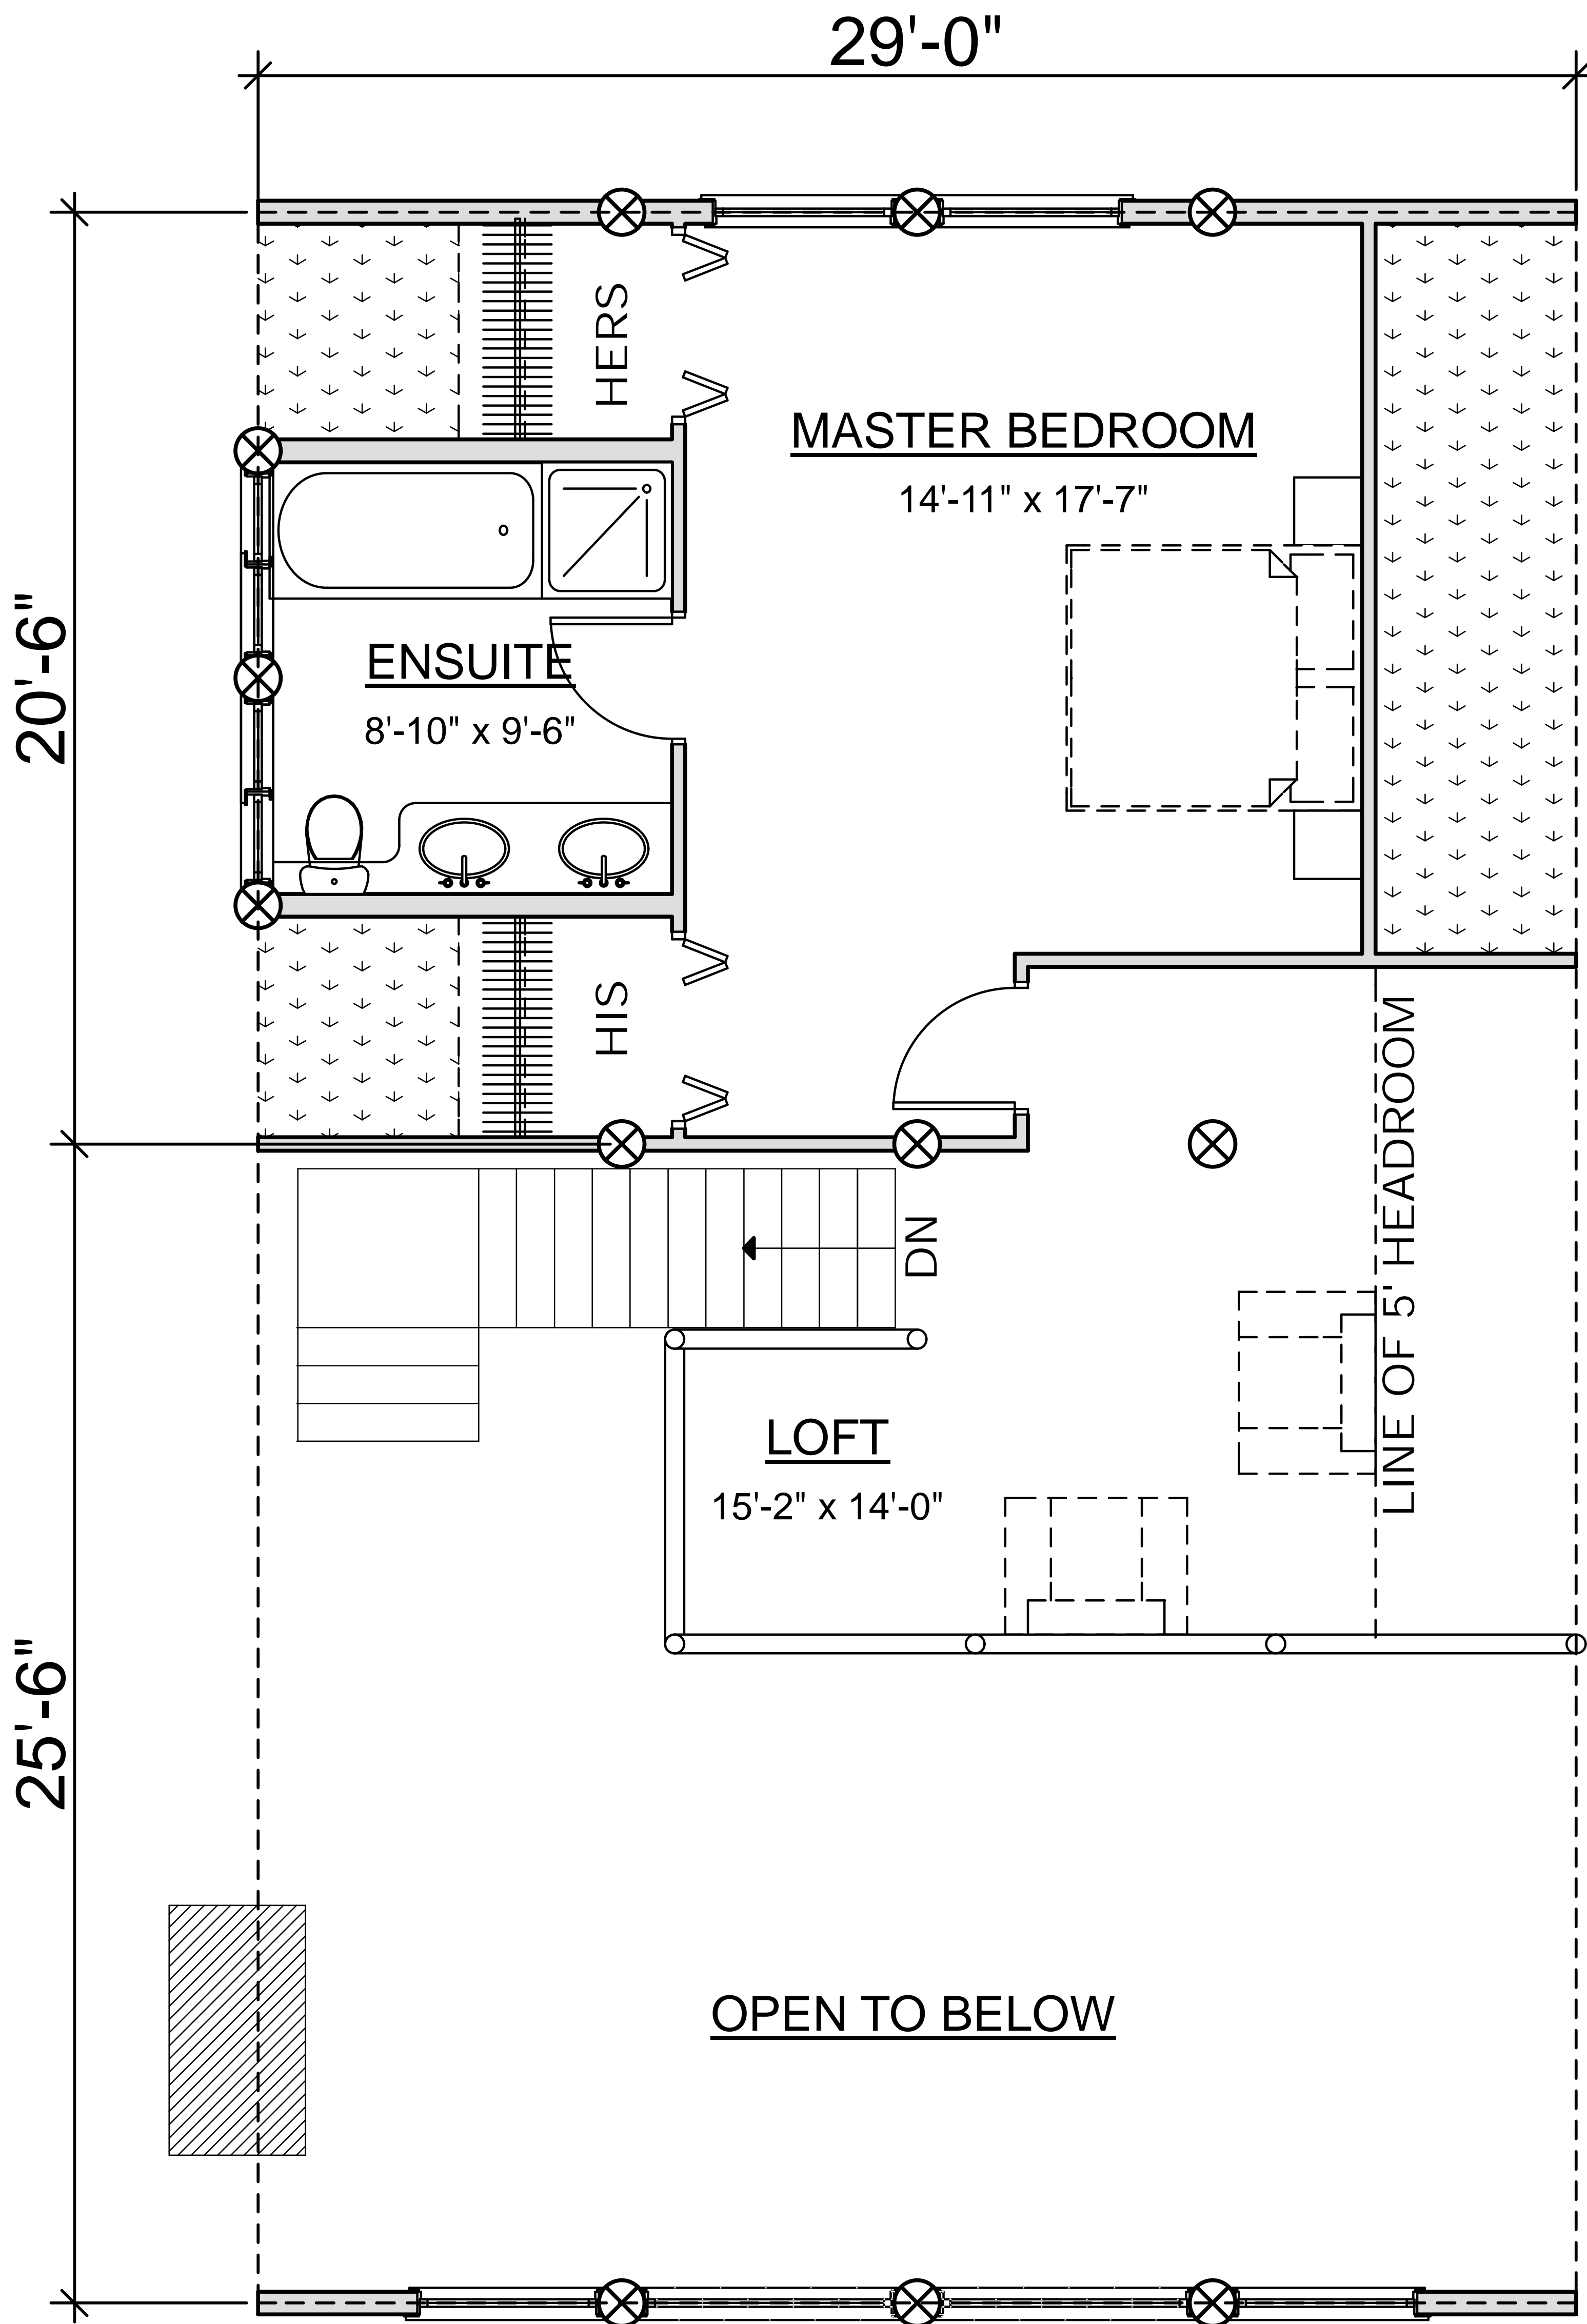 29'-0"
HERS
MASTER BEDROOM
14'-11" x 17'-7"
20'-6"
ENSUITE
8'-10" x 9'-6"
HIS
LINE OF 5' HEADROOM
DN
LOFT
15'-2" x 14'-0"
25'-6"
OPEN TO BELOW